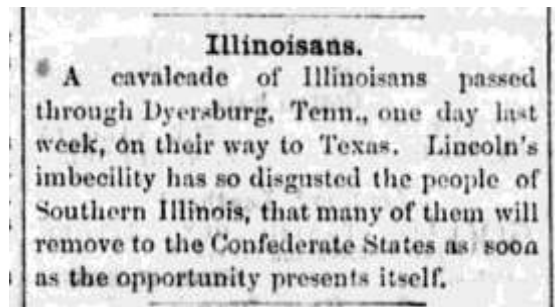 Illinoisans.
A cavalcade of Illinoisans passed
through Dyersburg, Tenn., one day last
week, on their way to Texas. Lincoln's
imbecility has so disgusted the people of
Southern Illinois, that many of them will
remove to the Confederate States as soon
as the opportunity presents itself.